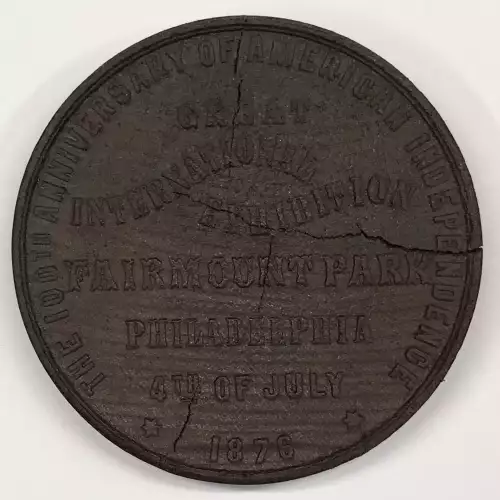 THE 100TH ANNIVERSARY OF AMERICAN INDEPENDENCE
GREAT
INTERNATIONAL
EXHIBITION
FAIRMOUNT PARK
PHILADELPHIA
4TH OF JULY
1876